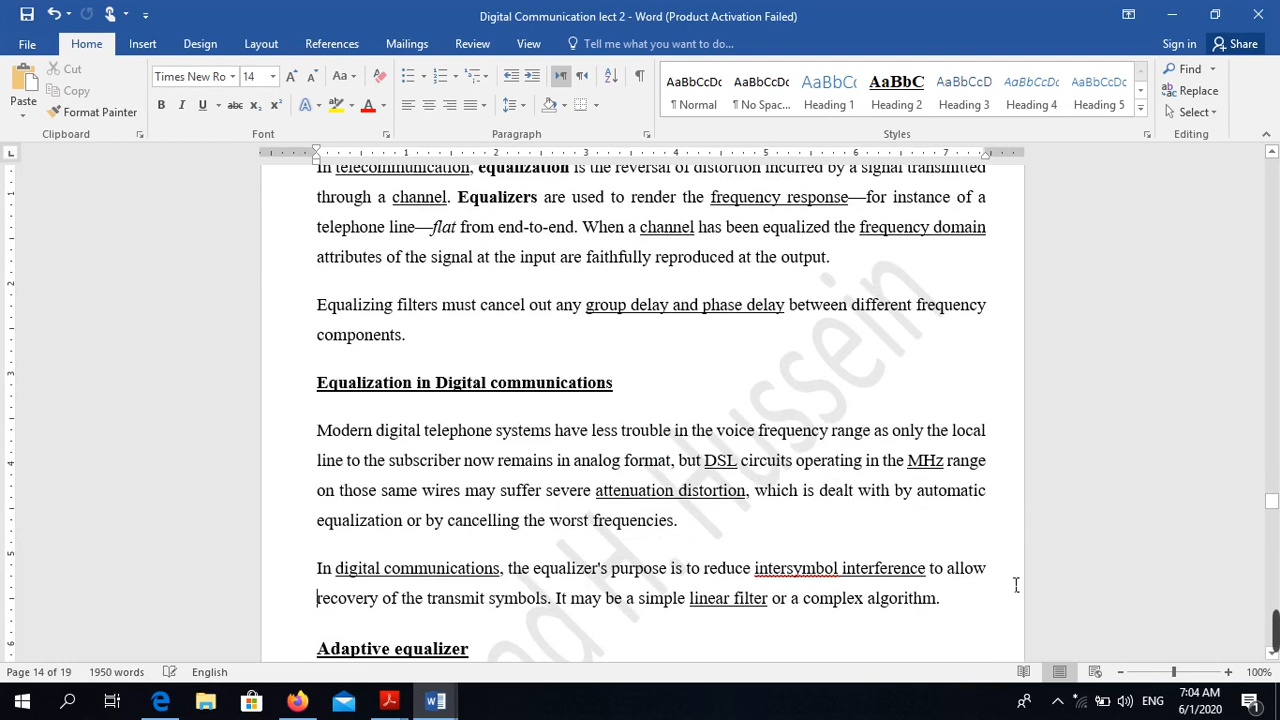 Digital Communication lect 2 - Word (Product Activation Failed)
File Home Insert Design Layout References Mailings Review View Tell me what you want to do... Sign in Share
Paste Cut Copy Format Painter
Times New Ro 14 Aa
B I U abc x₂ x² A A
AaBbCcDc AaBbCcDc AaBbCc AaBbC AaBbCcD AaBbCcDc AaBbCcDc
¶ Normal ¶ No Spac... Heading 1 Heading 2 Heading 3 Heading 4 Heading 5
Find Replace Select
Clipboard Font Paragraph Styles Editing
1 2 3 4 5 6 7
In telecommunication, equalization is the reversal of distortion incurred by a signal transmitted
through a channel. Equalizers are used to render the frequency response—for instance of a
telephone line—flat from end-to-end. When a channel has been equalized the frequency domain
attributes of the signal at the input are faithfully reproduced at the output.
Equalizing filters must cancel out any group delay and phase delay between different frequency
components.
Equalization in Digital communications
Modern digital telephone systems have less trouble in the voice frequency range as only the local
line to the subscriber now remains in analog format, but DSL circuits operating in the MHz range
on those same wires may suffer severe attenuation distortion, which is dealt with by automatic
equalization or by cancelling the worst frequencies.
In digital communications, the equalizer's purpose is to reduce intersymbol interference to allow
recovery of the transmit symbols. It may be a simple linear filter or a complex algorithm.
Adaptive equalizer
H. Hussein
Page 14 of 19 1950 words English 100%
ENG 7:04 AM
6/1/2020